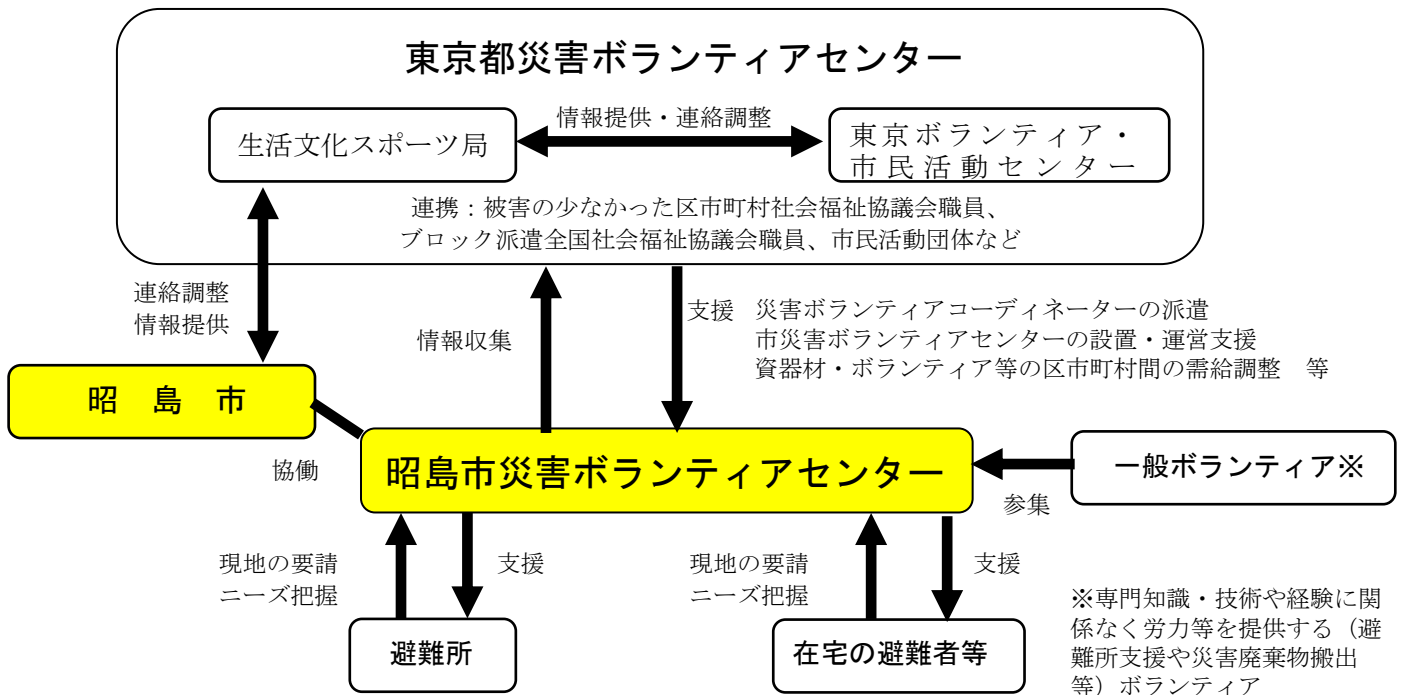 東京都災害ボランティアセンター
生活文化スポーツ局
情報提供・連絡調整
東京ボランティア・
市民活動センター
連携：被害の少なかった区市町村社会福祉協議会職員、
ブロック派遣全国社会福祉協議会職員、市民活動団体など
連絡調整
情報提供
情報収集
支援　災害ボランティアコーディネーターの派遣
市災害ボランティアセンターの設置・運営支援
資器材・ボランティア等の区市町村間の需給調整　等
昭　島　市
協働
昭島市災害ボランティアセンター
一般ボランティア※
参集
現地の要請
ニーズ把握
支援
現地の要請
ニーズ把握
支援
避難所
在宅の避難者等
※専門知識・技術や経験に関
係なく労力等を提供する（避
難所支援や災害廃棄物搬出
等）ボランティア